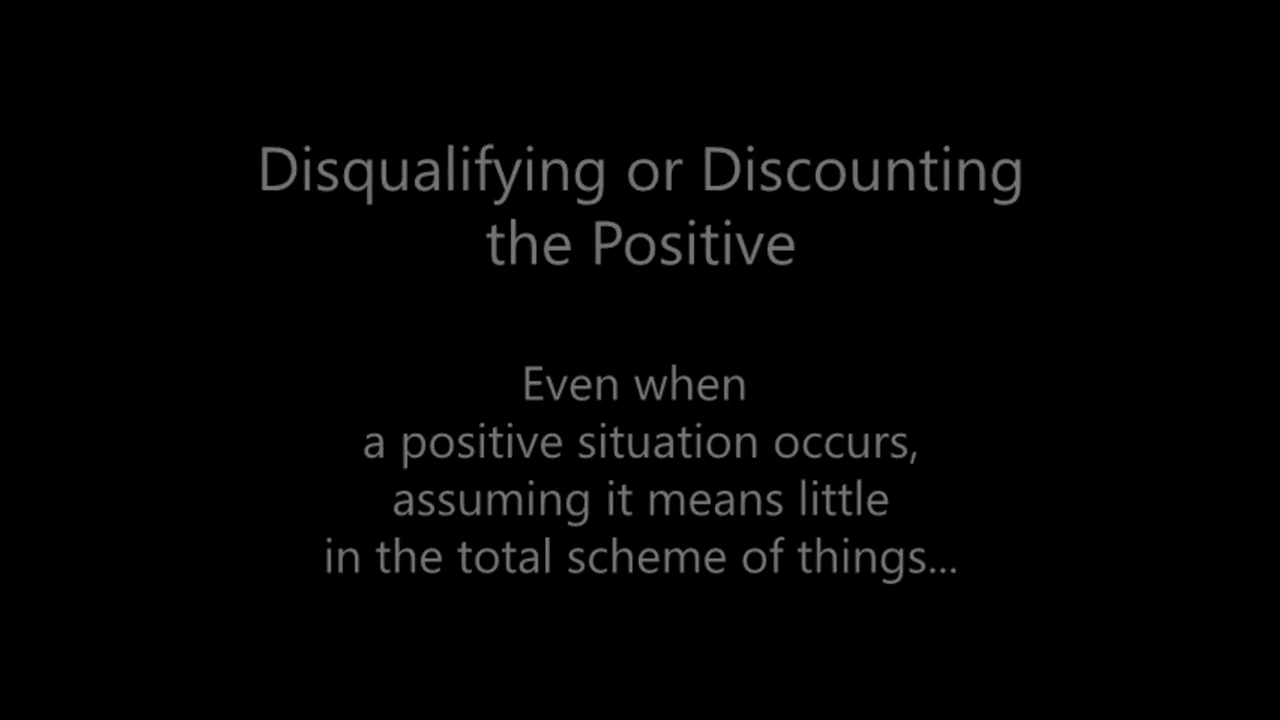 Disqualifying or Discounting
the Positive
Even when
a positive situation occurs,
assuming it means little
in the total scheme of things...